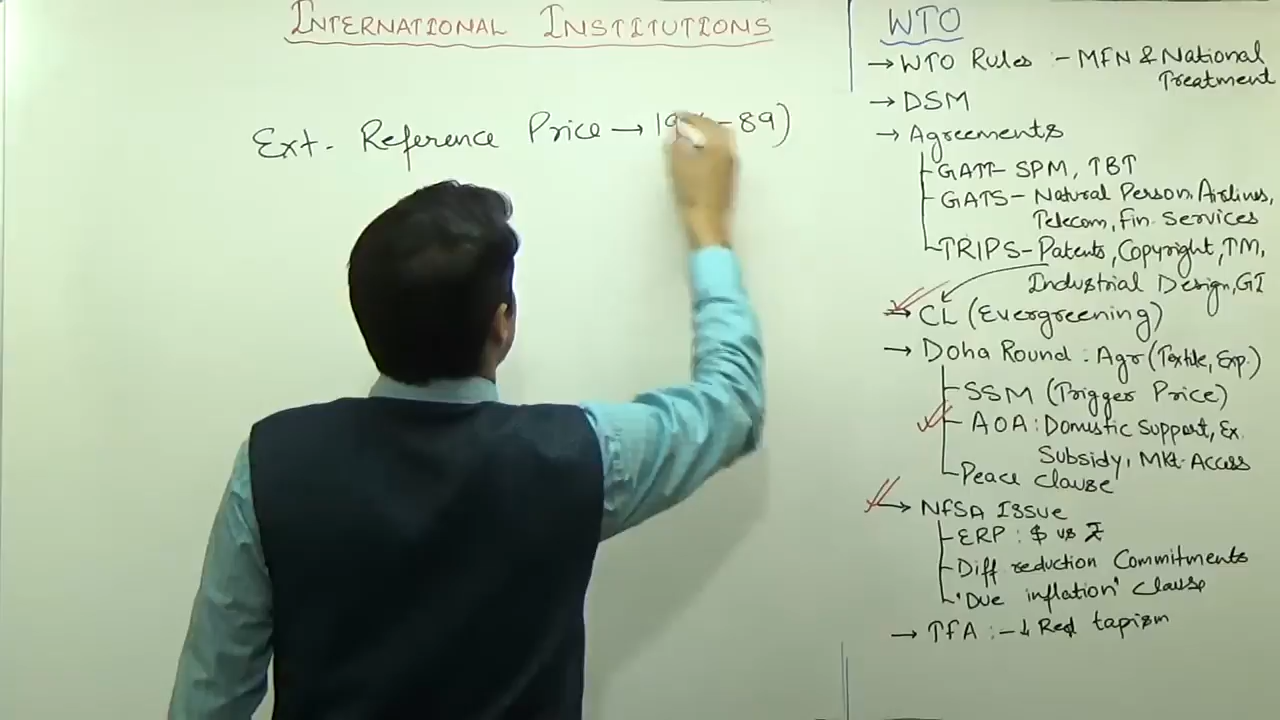 INTERNATIONAL INSTITUTIONS
Ext. Reference Price → 19 - 89)
WTO
→ WTO Rules :- MFN & National
Treatment
→ DSM
→ Agreements
GATT- SPM, TBT
GATS- Natural Person, Airlines,
Telecom, Fin. Services
TRIPS- Patents, Copyright, TM,
Industrial Design, GI
→ CL (Evergreening)
→ Doha Round : Agr (Textile, Exp.)
SSM (Trigger Price)
AOA : Domestic Support, Ex.
Subsidy, Mkt. Access
Peace Clause
→ NFSA Issue
ERP : $ vs ₹
Diff reduction Commitments
'Due inflation' Clause
→ TFA :- ↓ Red tapism